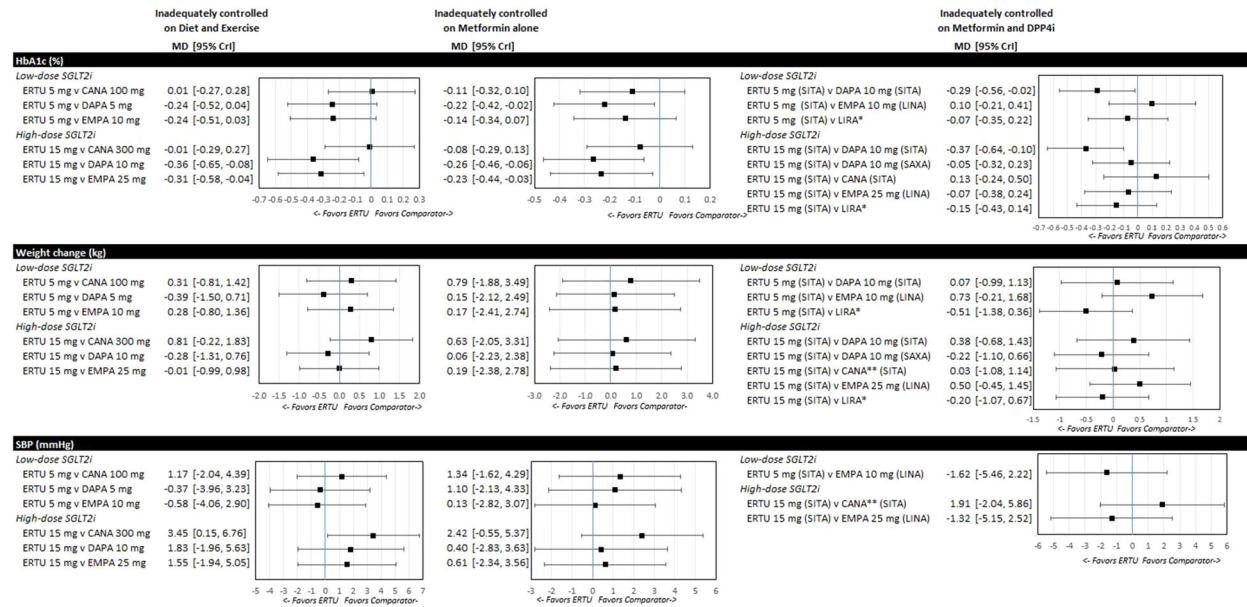 Inadequately controlled on Diet and Exercise
Inadequately controlled on Metformin alone
Inadequately controlled on Metformin and DPP4i
MD [95% CrI] MD [95% CrI] MD [95% CrI]
HbA1c (%)
Low-dose SGLT2i
ERTU 5 mg v CANA 100 mg 0.01 [-0.27, 0.28] -0.11 [-0.32, 0.10]
ERTU 5 mg v DAPA 5 mg -0.24 [-0.52, 0.04] -0.22 [-0.42, -0.02]
ERTU 5 mg v EMPA 10 mg -0.24 [-0.51, 0.03] -0.14 [-0.34, 0.07]
High-dose SGLT2i
ERTU 15 mg v CANA 300 mg -0.01 [-0.29, 0.27] -0.08 [-0.29, 0.13]
ERTU 15 mg v DAPA 10 mg -0.36 [-0.65, -0.08] -0.26 [-0.46, -0.06]
ERTU 15 mg v EMPA 25 mg -0.31 [-0.58, -0.04] -0.23 [-0.44, -0.03]
-0.7 -0.6 -0.5 -0.4 -0.3 -0.2 -0.1 0 0.1 0.2 0.3
<- Favors ERTU Favors Comparator->
-0.5 -0.4 -0.3 -0.2 -0.1 0 0.1 0.2
<- Favors ERTU Favors Comparator->
Low-dose SGLT2i
ERTU 5 mg (SITA) v DAPA 10 mg (SITA) -0.29 [-0.56, -0.02]
ERTU 5 mg (SITA) v EMPA 10 mg (LINA) 0.10 [-0.21, 0.41]
ERTU 5 mg (SITA) v LIRA* -0.07 [-0.35, 0.22]
High-dose SGLT2i
ERTU 15 mg (SITA) v DAPA 10 mg (SITA) -0.37 [-0.64, -0.10]
ERTU 15 mg (SITA) v DAPA 10 mg (SAXA) -0.05 [-0.32, 0.23]
ERTU 15 mg (SITA) v CANA (SITA) 0.13 [-0.24, 0.50]
ERTU 15 mg (SITA) v EMPA 25 mg (LINA) -0.07 [-0.38, 0.24]
ERTU 15 mg (SITA) v LIRA* -0.15 [-0.43, 0.14]
-0.7 -0.6 -0.5 -0.4 -0.3 -0.2 -0.1 0 0.1 0.2 0.3 0.4 0.5 0.6
<- Favors ERTU Favors Comparator->
Weight change (kg)
Low-dose SGLT2i
ERTU 5 mg v CANA 100 mg 0.31 [-0.81, 1.42] 0.79 [-1.88, 3.49]
ERTU 5 mg v DAPA 5 mg -0.39 [-1.50, 0.71] 0.15 [-2.12, 2.49]
ERTU 5 mg v EMPA 10 mg 0.28 [-0.80, 1.36] 0.17 [-2.41, 2.74]
High-dose SGLT2i
ERTU 15 mg v CANA 300 mg 0.81 [-0.22, 1.83] 0.63 [-2.05, 3.31]
ERTU 15 mg v DAPA 10 mg -0.28 [-1.31, 0.76] 0.06 [-2.23, 2.38]
ERTU 15 mg v EMPA 25 mg -0.01 [-0.99, 0.98] 0.19 [-2.38, 2.78]
-2.0 -1.5 -1.0 -0.5 0.0 0.5 1.0 1.5 2.0
<- Favors ERTU Favors Comparator->
-3.0 -2.0 -1.0 0.0 1.0 2.0 3.0 4.0
<- Favors ERTU Favors Comparator-
Low-dose SGLT2i
ERTU 5 mg (SITA) v DAPA 10 mg (SITA) 0.07 [-0.99, 1.13]
ERTU 5 mg (SITA) v EMPA 10 mg (LINA) 0.73 [-0.21, 1.68]
ERTU 5 mg (SITA) v LIRA* -0.51 [-1.38, 0.36]
High-dose SGLT2i
ERTU 15 mg (SITA) v DAPA 10 mg (SITA) 0.38 [-0.68, 1.43]
ERTU 15 mg (SITA) v DAPA 10 mg (SAXA) -0.22 [-1.10, 0.66]
ERTU 15 mg (SITA) v CANA** (SITA) 0.03 [-1.08, 1.14]
ERTU 15 mg (SITA) v EMPA 25 mg (LINA) 0.50 [-0.45, 1.45]
ERTU 15 mg (SITA) v LIRA* -0.20 [-1.07, 0.67]
-1.5 -1 -0.5 0 0.5 1 1.5 2
<- Favors ERTU Favors Comparator->
SBP (mmHg)
Low-dose SGLT2i
ERTU 5 mg v CANA 100 mg 1.17 [-2.04, 4.39] 1.34 [-1.62, 4.29]
ERTU 5 mg v DAPA 5 mg -0.37 [-3.96, 3.23] 1.10 [-2.13, 4.33]
ERTU 5 mg v EMPA 10 mg -0.58 [-4.06, 2.90] 0.13 [-2.82, 3.07]
High-dose SGLT2i
ERTU 15 mg v CANA 300 mg 3.45 [0.15, 6.76] 2.42 [-0.55, 5.37]
ERTU 15 mg v DAPA 10 mg 1.83 [-1.96, 5.63] 0.40 [-2.83, 3.63]
ERTU 15 mg v EMPA 25 mg 1.55 [-1.94, 5.05] 0.61 [-2.34, 3.56]
-5 -4 -3 -2 -1 0 1 2 3 4 5 6 7
<- Favors ERTU Favors Comparator-
-3 -2 -1 0 1 2 3 4 5 6
<- Favors ERTU Favors Comparator->
Low-dose SGLT2i
ERTU 5 mg (SITA) v EMPA 10 mg (LINA) -1.62 [-5.46, 2.22]
High-dose SGLT2i
ERTU 15 mg (SITA) v CANA** (SITA) 1.91 [-2.04, 5.86]
ERTU 15 mg (SITA) v EMPA 25 mg (LINA) -1.32 [-5.15, 2.52]
-6 -5 -4 -3 -2 -1 0 1 2 3 4 5 6
<- Favors ERTU Favors Comparator->